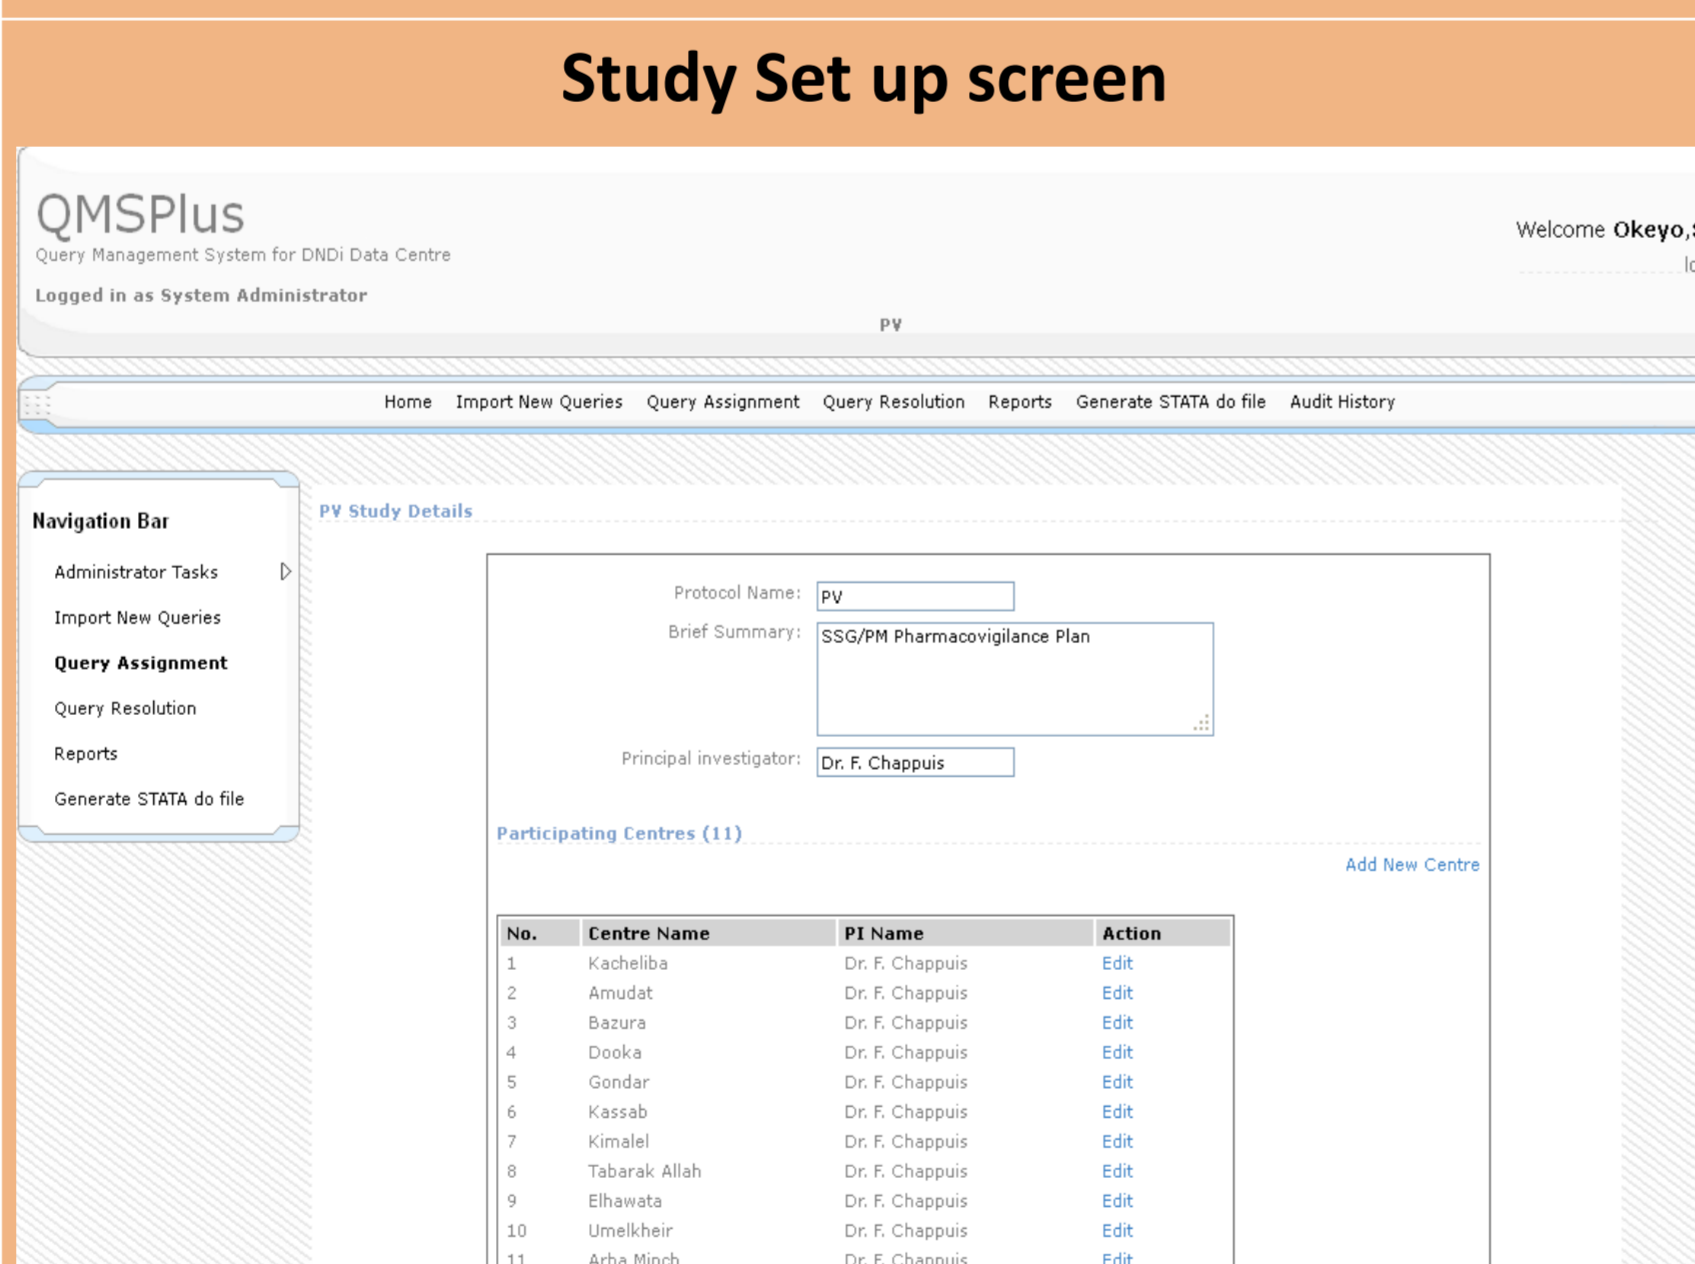 Study Set up screen
QMSPlus
Query Management System for DNDi Data Centre
Welcome Okeyo,
Logged in as System Administrator
PV
Home Import New Queries Query Assignment Query Resolution Reports Generate STATA do file Audit History
Navigation Bar
Administrator Tasks
Import New Queries
Query Assignment
Query Resolution
Reports
Generate STATA do file
PV Study Details
Protocol Name: PV
Brief Summary: SSG/PM Pharmacovigilance Plan
Principal investigator: Dr. F. Chappuis
Participating Centres (11)
Add New Centre
No. Centre Name PI Name Action
1 Kacheliba Dr. F. Chappuis Edit
2 Amudat Dr. F. Chappuis Edit
3 Bazura Dr. F. Chappuis Edit
4 Dooka Dr. F. Chappuis Edit
5 Gondar Dr. F. Chappuis Edit
6 Kassab Dr. F. Chappuis Edit
7 Kimalel Dr. F. Chappuis Edit
8 Tabarak Allah Dr. F. Chappuis Edit
9 Elhawata Dr. F. Chappuis Edit
10 Umelkheir Dr. F. Chappuis Edit
11 Arba Minch Dr. F. Chappuis Edit